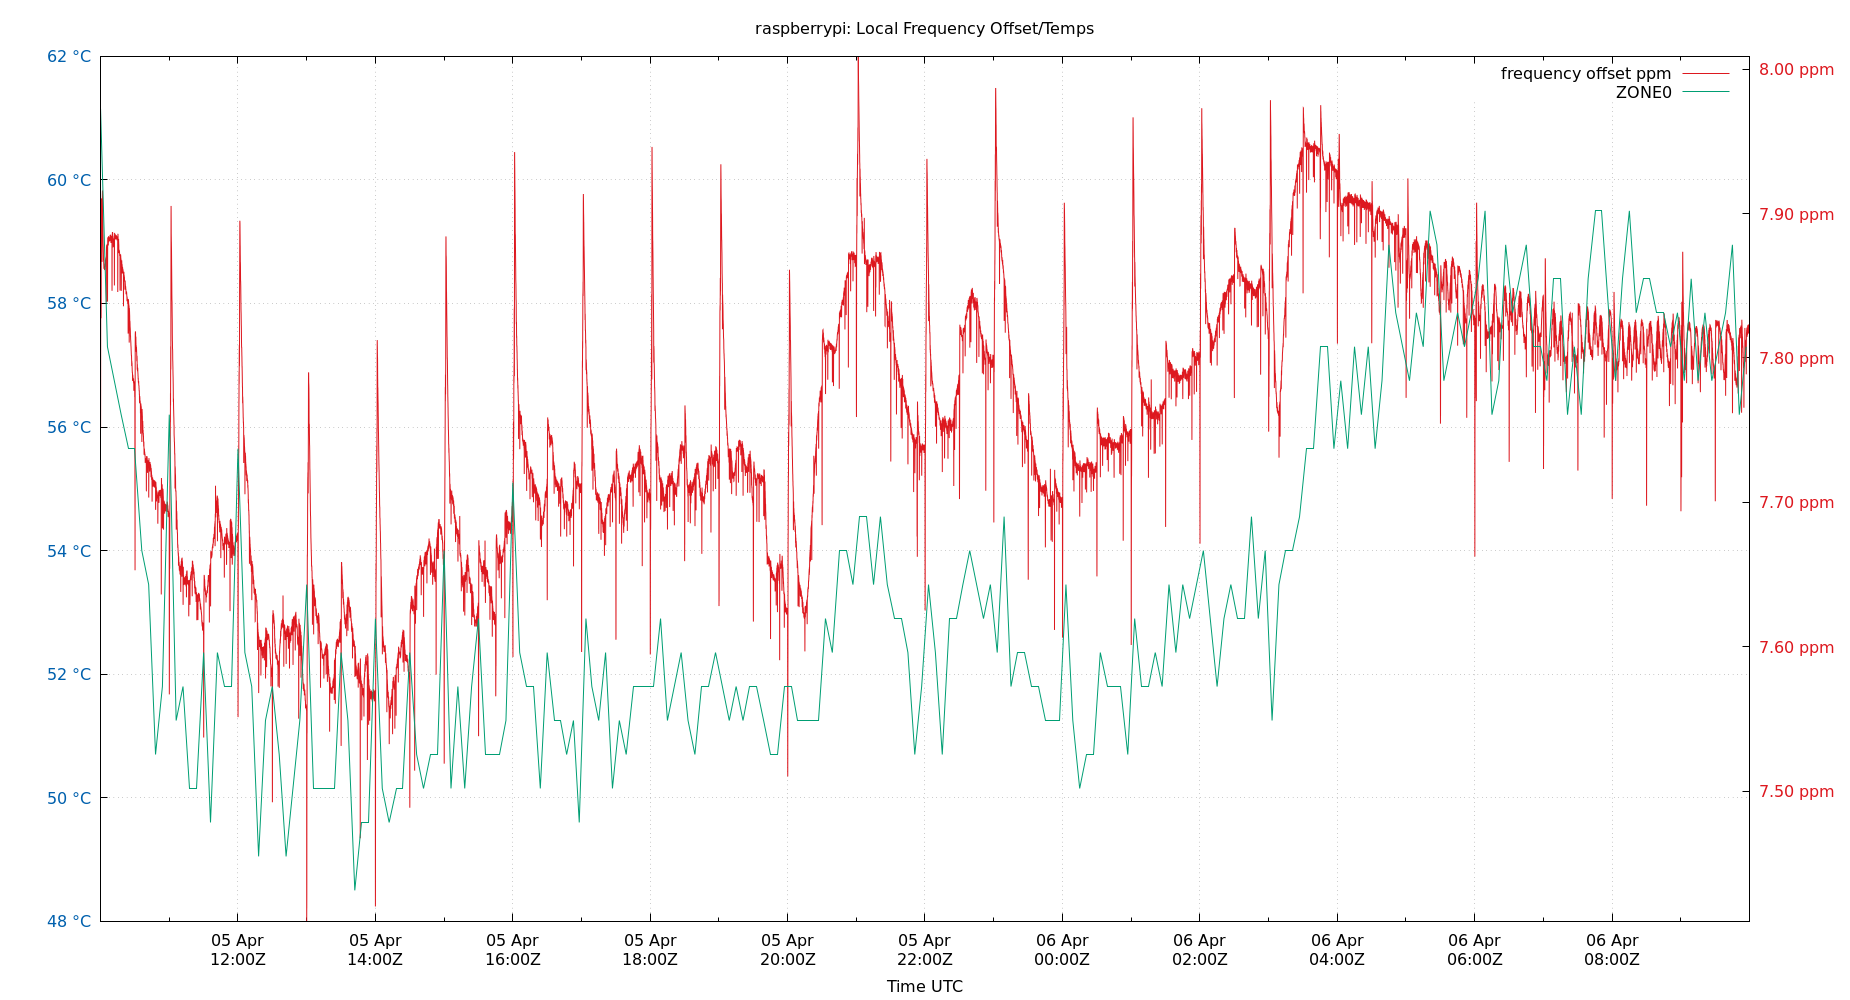 raspberrypi: Local Frequency Offset/Temps
62 °C
60 °C
58 °C
56 °C
54 °C
52 °C
50 °C
48 °C
frequency offset ppm
ZONE0
8.00 ppm
7.90 ppm
7.80 ppm
7.70 ppm
7.60 ppm
7.50 ppm
05 Apr
12:00Z
05 Apr
14:00Z
05 Apr
16:00Z
05 Apr
18:00Z
05 Apr
20:00Z
05 Apr
22:00Z
06 Apr
00:00Z
06 Apr
02:00Z
06 Apr
04:00Z
06 Apr
06:00Z
06 Apr
08:00Z
Time UTC